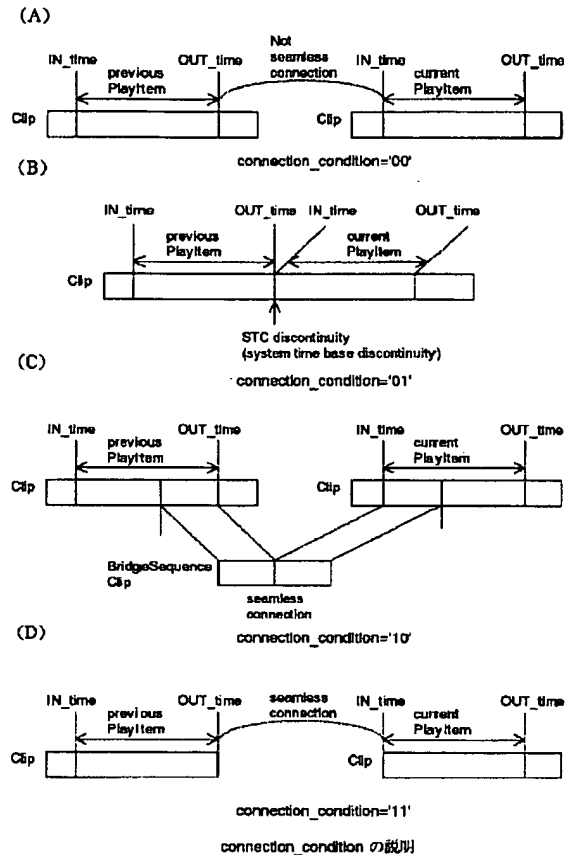 (A)
Not
seamless
connection
IN_time
OUT_time
IN_time
OUT_time
previous
PlayItem
current
PlayItem
Clip
Clip
connection_condition='00'
(B)
IN_time
OUT_time
IN_time
OUT_time
previous
PlayItem
current
PlayItem
Clip
STC discontinuity
(system time base discontinuity)
connection_condition='01'
(C)
IN_time
OUT_time
IN_time
OUT_time
previous
PlayItem
current
PlayItem
Clip
Clip
BridgeSequence
Clip
seamless
connection
connection_condition='10'
(D)
IN_time
OUT_time
seamless
connection
IN_time
OUT_time
previous
PlayItem
current
PlayItem
Clip
Clip
connection_condition='11'
connection_condition の説明